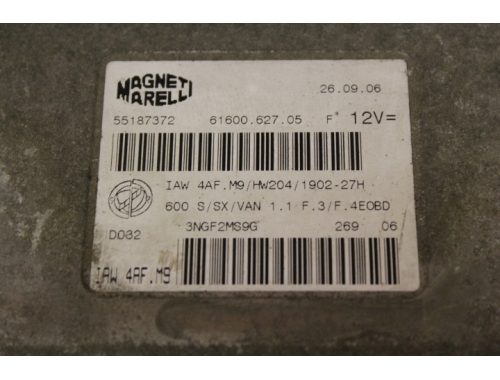 MAGNETI
MARELLI
26.09.06
55187372 61600.627.05 F* 12V=
IAW 4AF.M9/HW204/1902-27H
600 S/SX/VAN 1.1 F.3/F.4EOBD
D032 3NGF2MS9G 269 06
IAW 4AF.M9